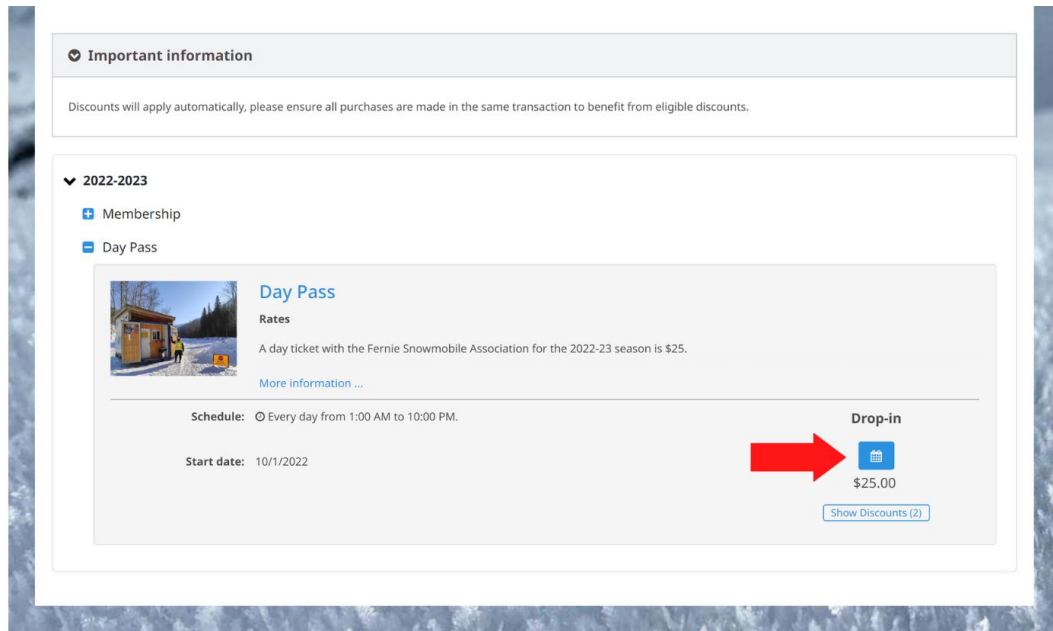 Important information
Discounts will apply automatically, please ensure all purchases are made in the same transaction to benefit from eligible discounts.
2022-2023
Membership
Day Pass
Day Pass
Rates
A day ticket with the Fernie Snowmobile Association for the 2022-23 season is $25.
More information ...
Schedule: Every day from 1:00 AM to 10:00 PM.
Drop-in
Start date: 10/1/2022
$25.00
Show Discounts (2)